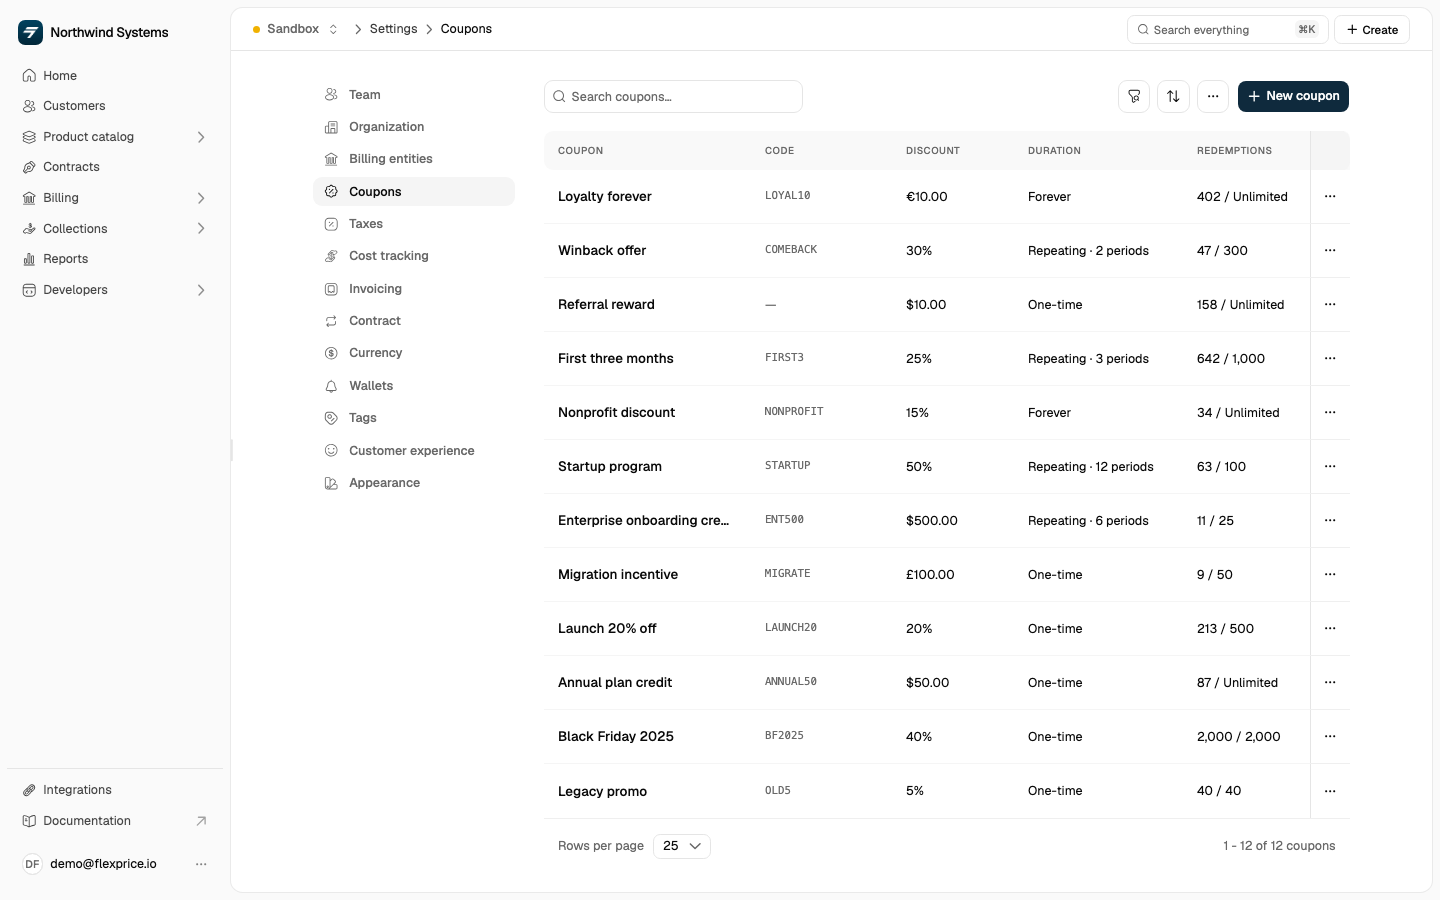 Northwind Systems
Home
Customers
Product catalog
Contracts
Billing
Collections
Reports
Developers
Integrations
Documentation
DF demo@flexprice.io
Sandbox Settings Coupons
Search everything ⌘K
+ Create
Team
Organization
Billing entities
Coupons
Taxes
Cost tracking
Invoicing
Contract
Currency
Wallets
Tags
Customer experience
Appearance
Search coupons...
+ New coupon
COUPON CODE DISCOUNT DURATION REDEMPTIONS
Loyalty forever LOYAL10 €10.00 Forever 402 / Unlimited
Winback offer COMEBACK 30% Repeating · 2 periods 47 / 300
Referral reward — $10.00 One-time 158 / Unlimited
First three months FIRST3 25% Repeating · 3 periods 642 / 1,000
Nonprofit discount NONPROFIT 15% Forever 34 / Unlimited
Startup program STARTUP 50% Repeating · 12 periods 63 / 100
Enterprise onboarding cre... ENT500 $500.00 Repeating · 6 periods 11 / 25
Migration incentive MIGRATE £100.00 One-time 9 / 50
Launch 20% off LAUNCH20 20% One-time 213 / 500
Annual plan credit ANNUAL50 $50.00 One-time 87 / Unlimited
Black Friday 2025 BF2025 40% One-time 2,000 / 2,000
Legacy promo OLD5 5% One-time 40 / 40
Rows per page 25
1 - 12 of 12 coupons